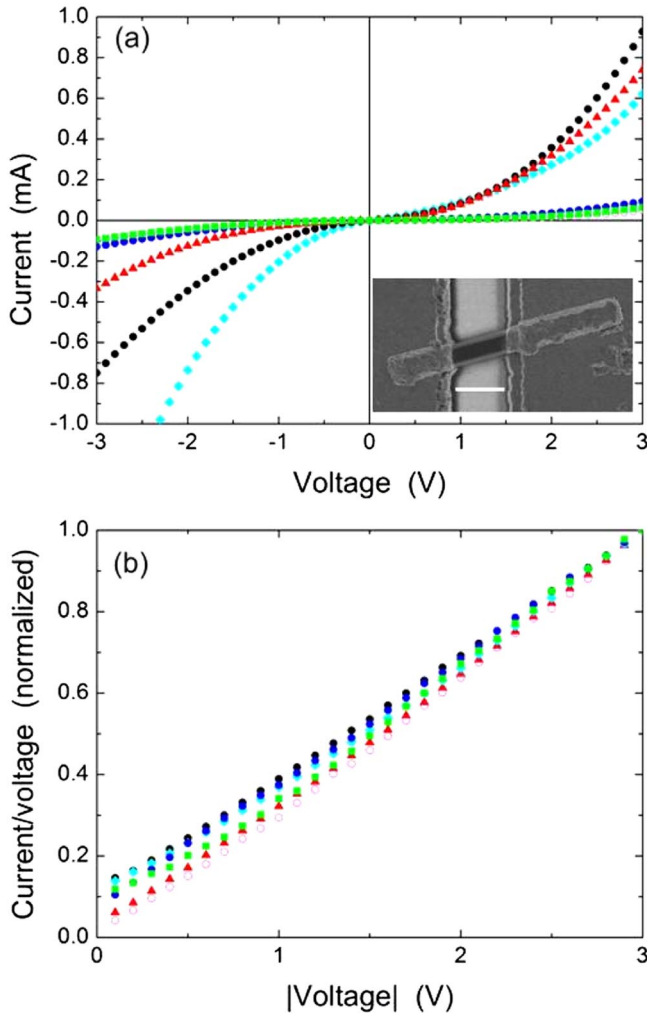 (a)
1.0
0.8
0.6
0.4
0.2
0.0
-0.2
-0.4
-0.6
-0.8
-1.0
Current (mA)
-3 -2 -1 0 1 2 3
Voltage (V)
(b)
1.0
0.8
0.6
0.4
0.2
0.0
Current/voltage (normalized)
0 1 2 3
|Voltage| (V)